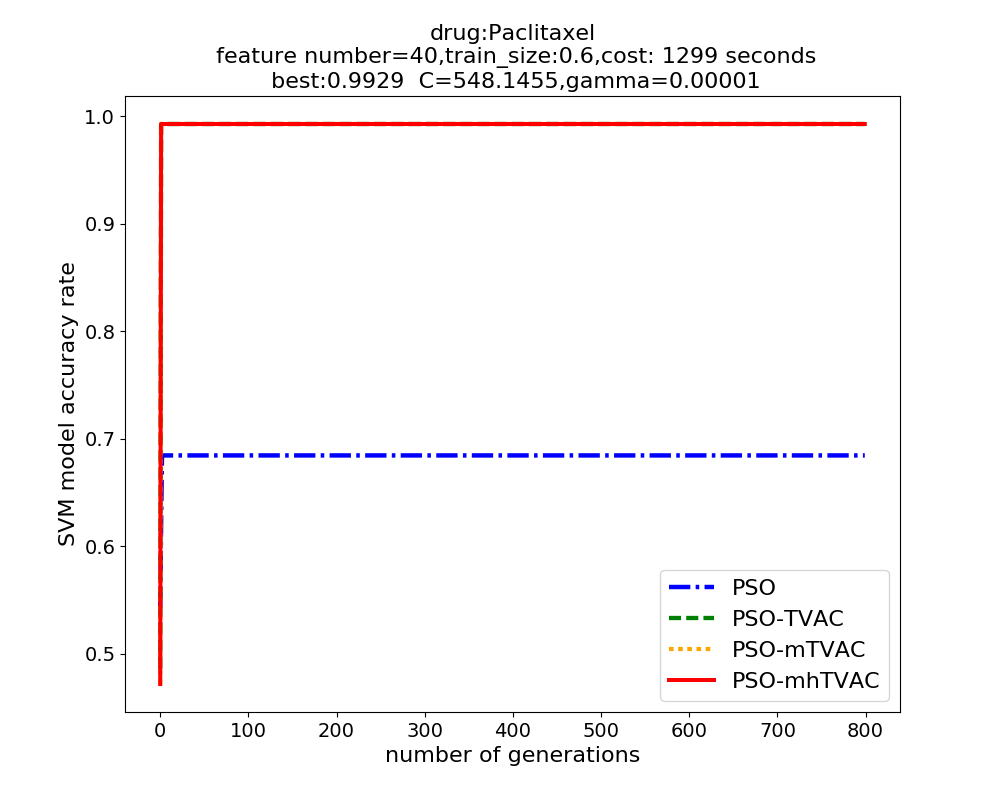 drug:Paclitaxel
feature number=40,train_size:0.6,cost: 1299 seconds
best:0.9929  C=548.1455,gamma=0.00001
1.0
0.9
0.8
0.7
0.6
0.5
SVM model accuracy rate
PSO
PSO-TVAC
PSO-mTVAC
PSO-mhTVAC
0 100 200 300 400 500 600 700 800
number of generations